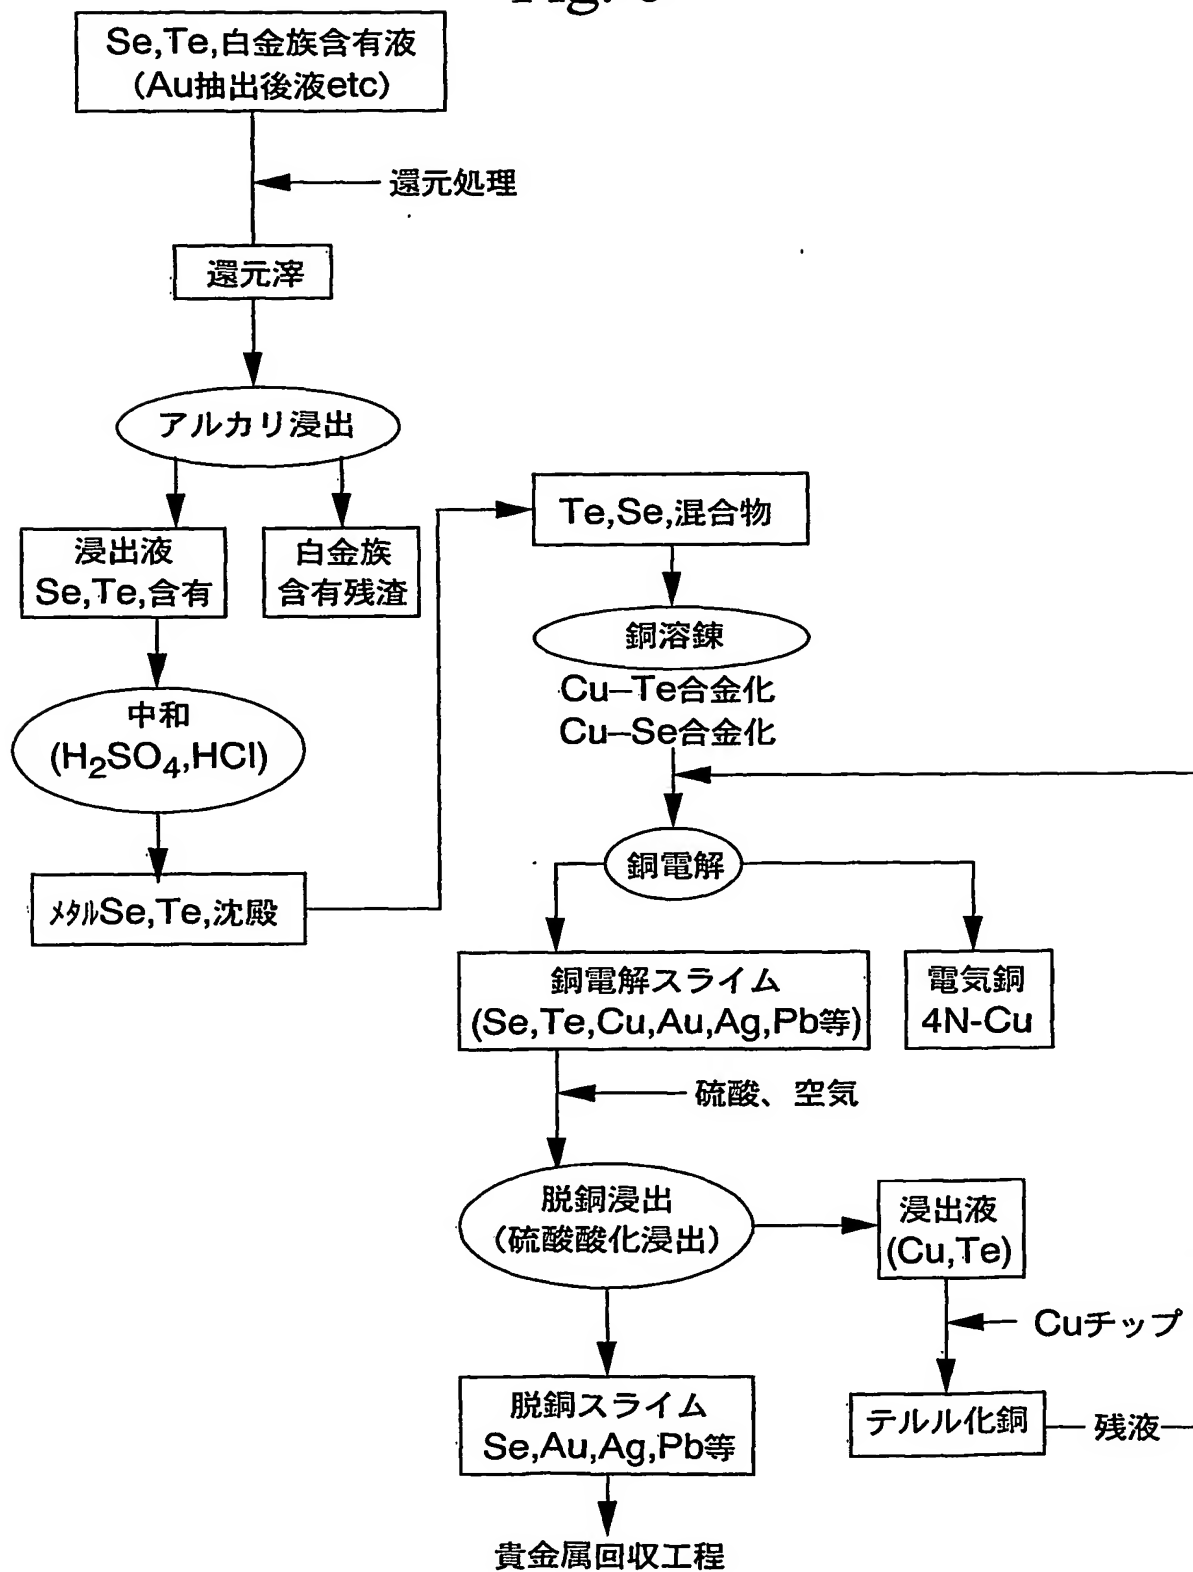 Se,Te,白金族含有液
(Au抽出後液etc)
還元処理
還元滓
アルカリ浸出
浸出液
Se,Te,含有
白金族
含有残渣
中和
(H₂SO₄,HCl)
メタルSe,Te,沈殿
Te,Se,混合物
銅溶錬
Cu–Te合金化
Cu–Se合金化
銅電解
銅電解スライム
(Se,Te,Cu,Au,Ag,Pb等)
電気銅
4N-Cu
硫酸、空気
脱銅浸出
(硫酸酸化浸出)
浸出液
(Cu,Te)
Cuチップ
テルル化銅
残液
脱銅スライム
Se,Au,Ag,Pb等
貴金属回収工程